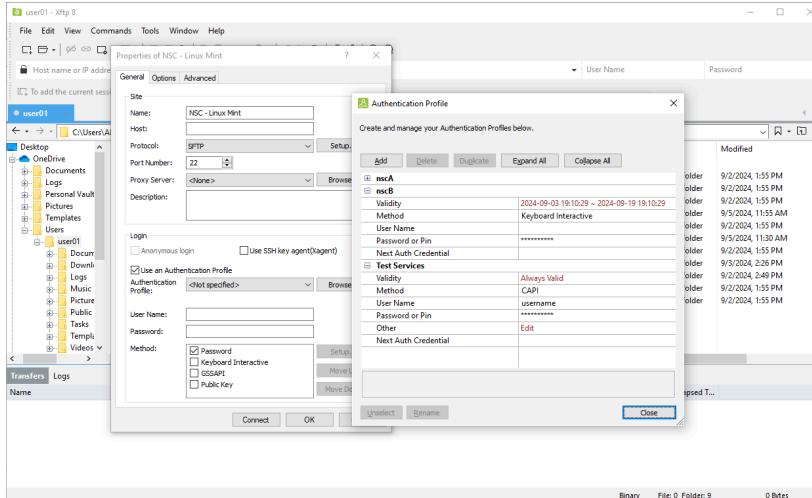 user01 - Xftp 8
File Edit View Commands Tools Window Help
Host name or IP addre
User Name
Password
To add the current sess
user01
C:\Users\Al
Desktop
OneDrive
Documents
Logs
Personal Vault
Pictures
Templates
Users
user01
Docum
Downl
Logs
Music
Picture
Public
Tasks
Templa
Videos
Transfers Logs
Name
Properties of NSC - Linux Mint
General Options Advanced
Site
Name: NSC - Linux Mint
Host:
Protocol: SFTP Setup.
Port Number: 22
Proxy Server: <None> Browse
Description:
Login
Anonymous login Use SSH key agent(Xagent)
Use an Authentication Profile
Authentication Profile: <Not specified> Browse
User Name:
Password:
Method: Password Setup.
Keyboard Interactive Move U
GSSAPI
Public Key Move Do
Connect OK
Authentication Profile
Create and manage your Authentication Profiles below.
Add Delete Duplicate Expand All Collapse All
nscA
nscB
Validity 2024-09-03 19:10:29 ~ 2024-09-19 19:10:29
Method Keyboard Interactive
User Name
Password or Pin **********
Next Auth Credential
Test Services
Validity Always Valid
Method CAPI
User Name username
Password or Pin **********
Other Edit
Next Auth Credential
Unselect Rename Close
Modified
older 9/2/2024, 1:55 PM
older 9/2/2024, 1:55 PM
older 9/2/2024, 1:55 PM
older 9/5/2024, 11:55 AM
older 9/2/2024, 1:55 PM
older 9/5/2024, 11:30 AM
older 9/2/2024, 1:55 PM
older 9/3/2024, 2:26 PM
older 9/2/2024, 2:49 PM
older 9/2/2024, 1:55 PM
older 9/2/2024, 1:55 PM
apsed T...
Binary File: 0 Folder: 9 0 Bytes